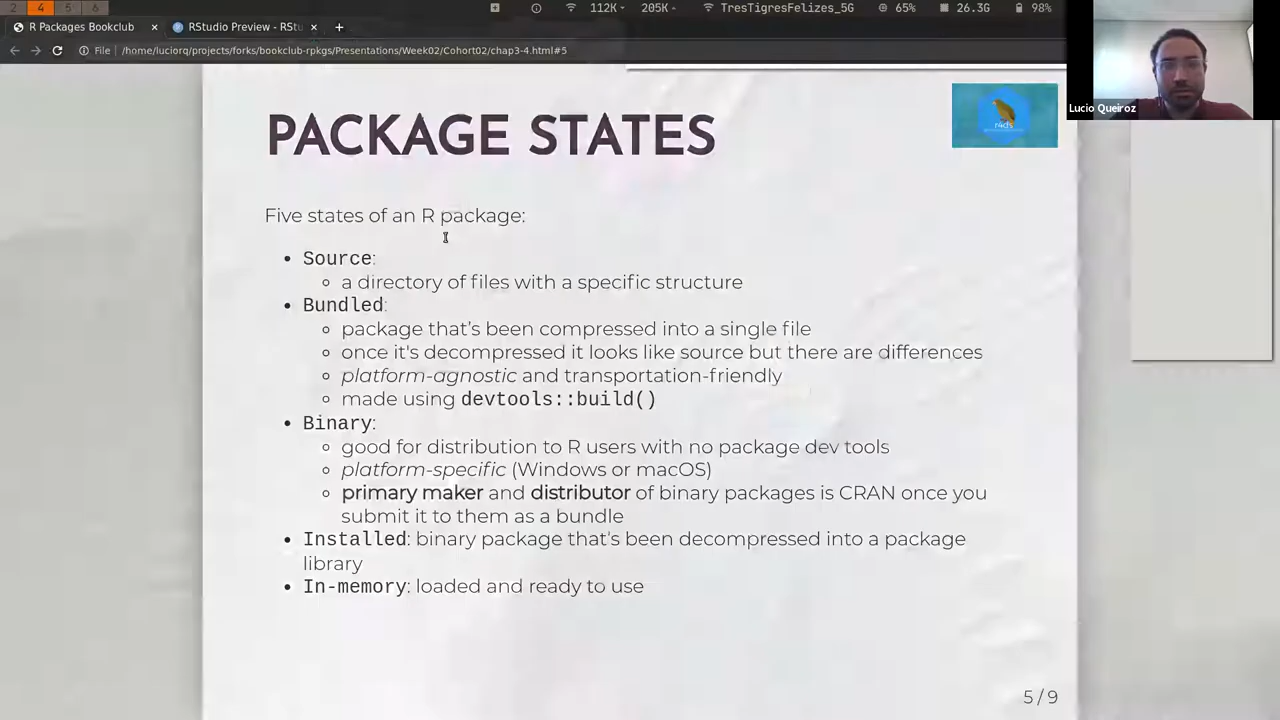 2 4 5 6
112K 205K TresTigresFelizes_5G 65% 26.3G 98%
R Packages Bookclub
RStudio Preview - RStu
File /home/luciorq/projects/forks/bookclub-rpkgs/Presentations/Week02/Cohort02/chap3-4.html#5
Lucio Queiroz
r4ds
PACKAGE STATES
Five states of an R package:
Source:
a directory of files with a specific structure
Bundled:
package that's been compressed into a single file
once it's decompressed it looks like source but there are differences
platform-agnostic and transportation-friendly
made using devtools::build()
Binary:
good for distribution to R users with no package dev tools
platform-specific (Windows or macOS)
primary maker and distributor of binary packages is CRAN once you
submit it to them as a bundle
Installed: binary package that's been decompressed into a package
library
In-memory: loaded and ready to use
5 / 9